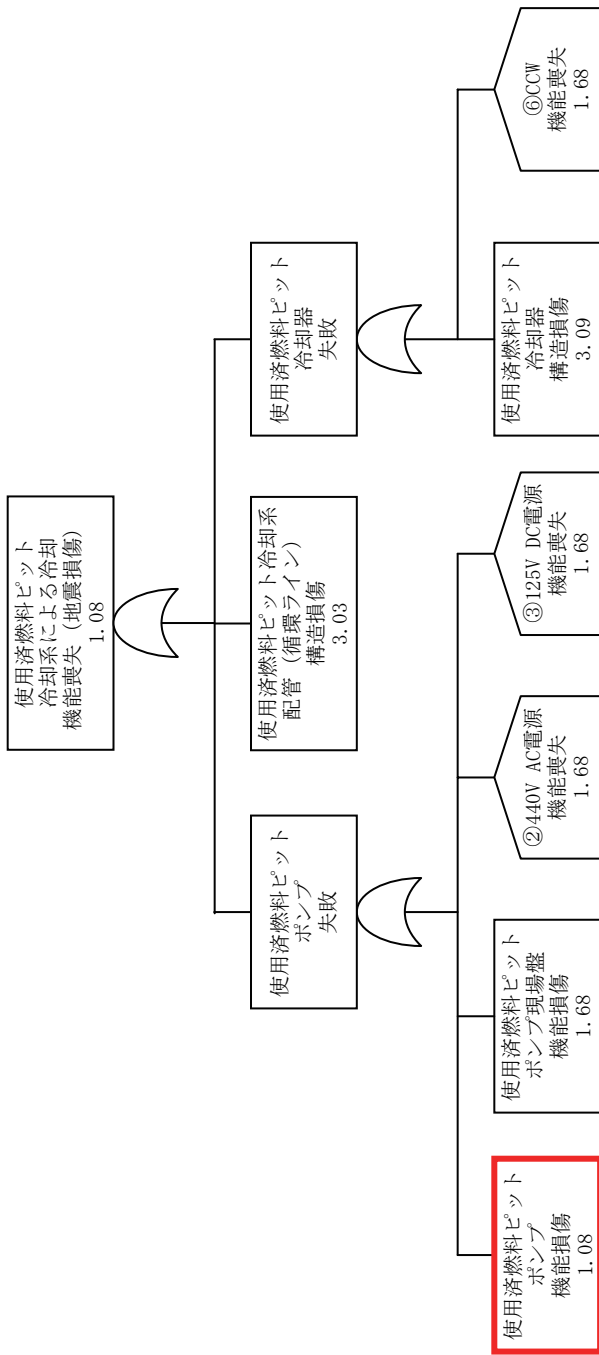 使用済燃料ピット
冷却系による冷却
機能喪失（地震損傷）
1.08
使用済燃料ピット
ポンプ
失敗
使用済燃料ピット冷却系
配管（循環ライン）
構造損傷
3.03
使用済燃料ピット
冷却器
失敗
使用済燃料ピット
ポンプ
機能損傷
1.08
使用済燃料ピット
ポンプ現場盤
機能損傷
1.68
②440V AC電源
機能喪失
1.68
③125V DC電源
機能喪失
1.68
使用済燃料ピット
冷却器
構造損傷
3.09
⑥CCW
機能喪失
1.68